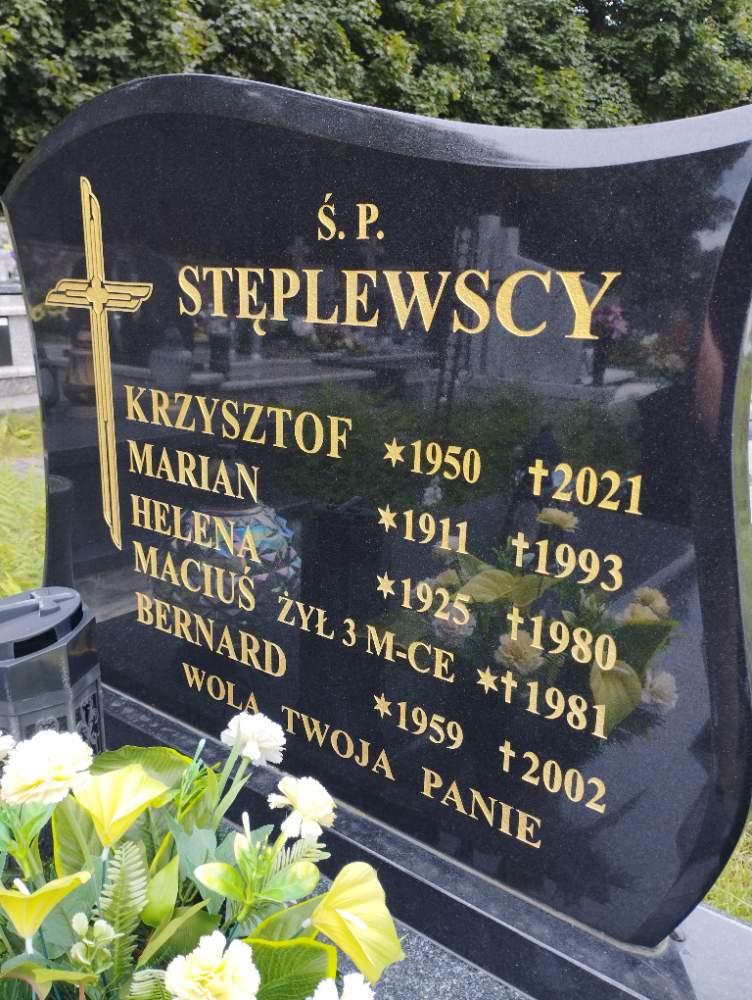 Ś. P.
STĘPLEWSCY
KRZYSZTOF ✶1950 ✝2021
MARIAN ✶1911 ✝1993
HELENA ✶1925 ✝1980
MACIUŚ ŻYŁ 3 M-CE ✶✝1981
BERNARD ✶1959 ✝2002
WOLA TWOJA PANIE